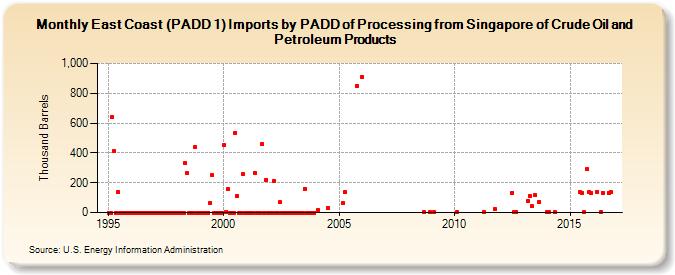 Monthly East Coast (PADD 1) Imports by PADD of Processing from Singapore of Crude Oil and
Petroleum Products
Thousand Barrels
1,000
800
600
400
200
0
1995
2000
2005
2010
2015
Source: U.S. Energy Information Administration